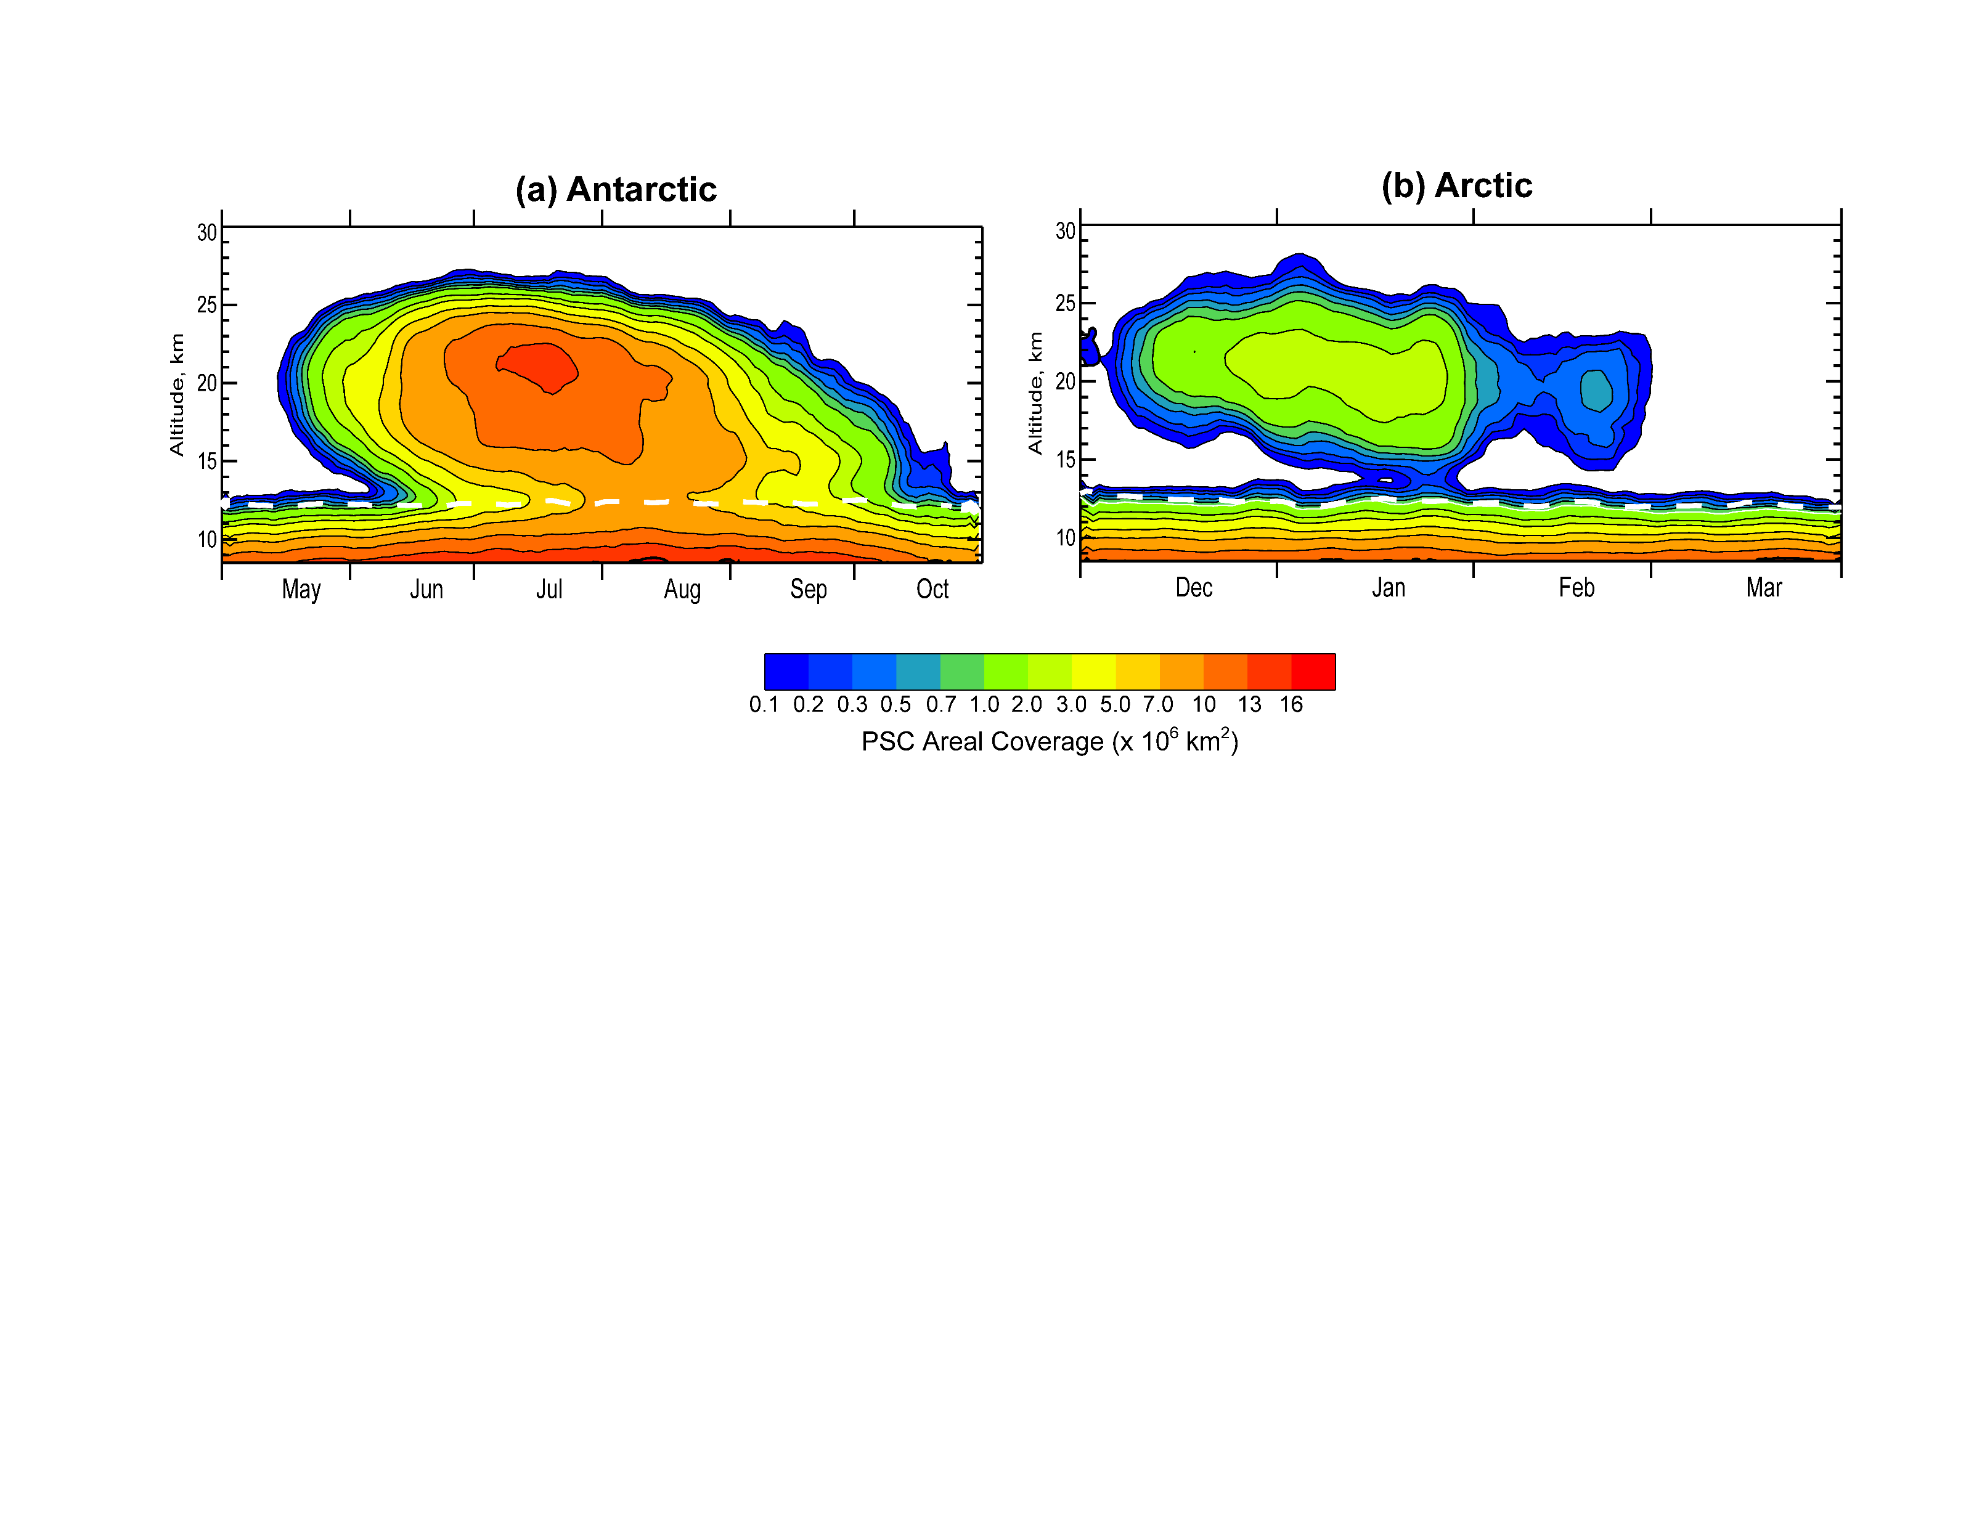 (a) Antarctic
30
25
20
15
10
Altitude, km
May Jun Jul Aug Sep Oct
(b) Arctic
30
25
20
15
10
Altitude, km
Dec Jan Feb Mar
0.1 0.2 0.3 0.5 0.7 1.0 2.0 3.0 5.0 7.0 10 13 16
PSC Areal Coverage (x 10⁶ km²)